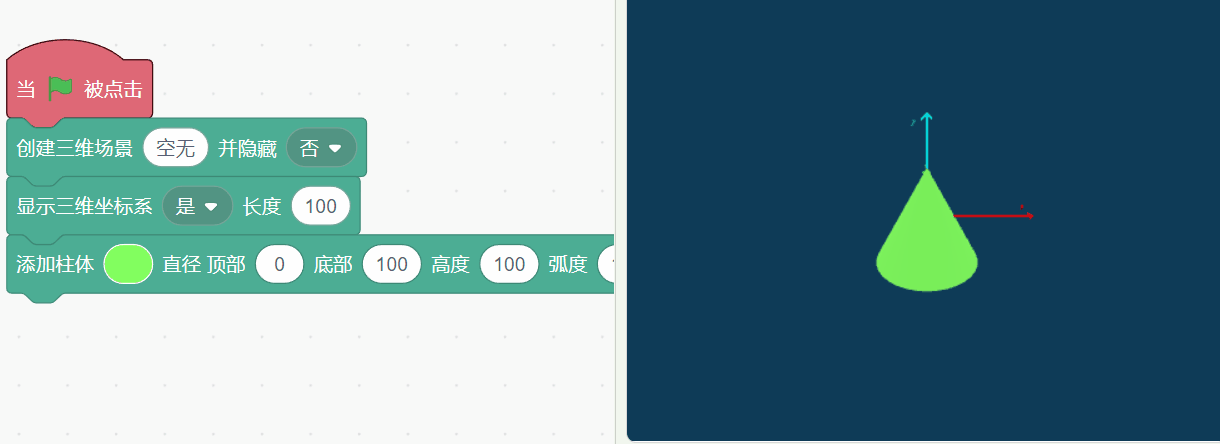 当 被点击
创建三维场景 空无 并隐藏 否
显示三维坐标系 是 长度 100
添加柱体 直径 顶部 0 底部 100 高度 100 弧度